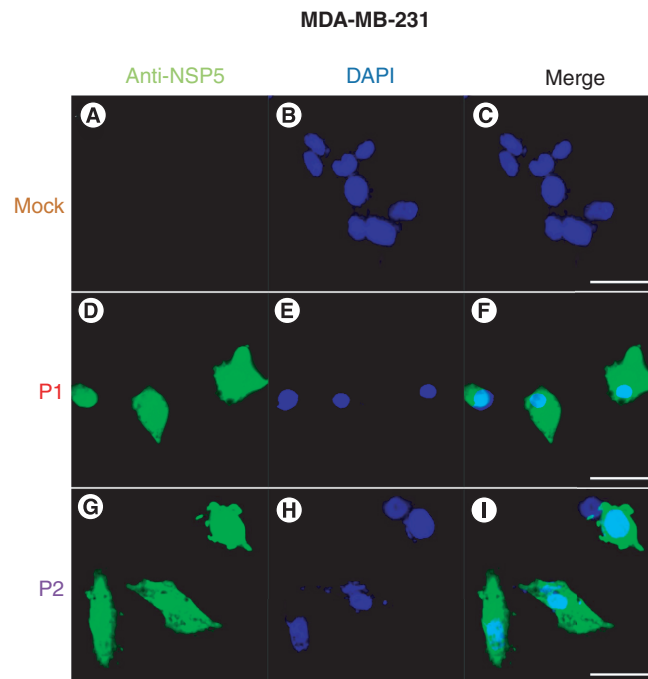 MDA-MB-231
Anti-NSP5 DAPI Merge
A B C
Mock
D E F
P1
G H I
P2